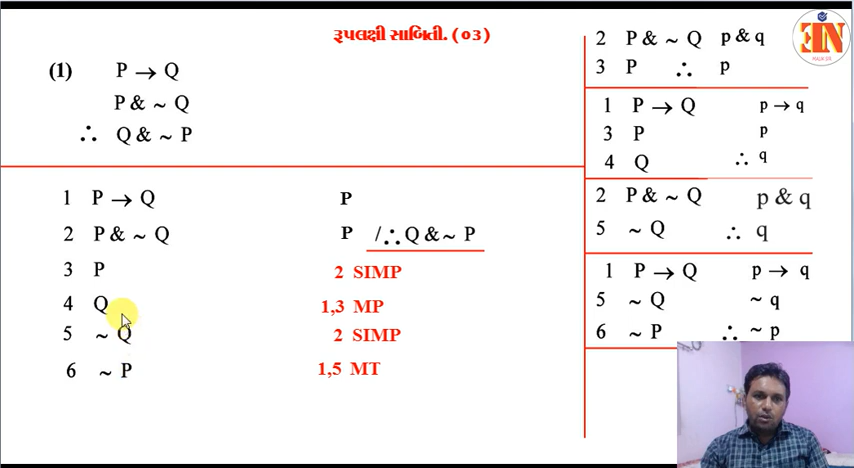 રૂપલક્ષી સાબિતી. (૦૩)
(1) P → Q
P & ~ Q
∴ Q & ~ P
1 P → Q P
2 P & ~ Q P /∴ Q & ~ P
3 P 2 SIMP
4 Q 1,3 MP
5 ~ Q 2 SIMP
6 ~ P 1,5 MT
2 P & ~ Q p & q
3 P ∴ p
1 P → Q p → q
3 P p
4 Q ∴ q
2 P & ~ Q p & q
5 ~ Q ∴ q
1 P → Q p → q
5 ~ Q ~ q
6 ~ P ∴ ~ p